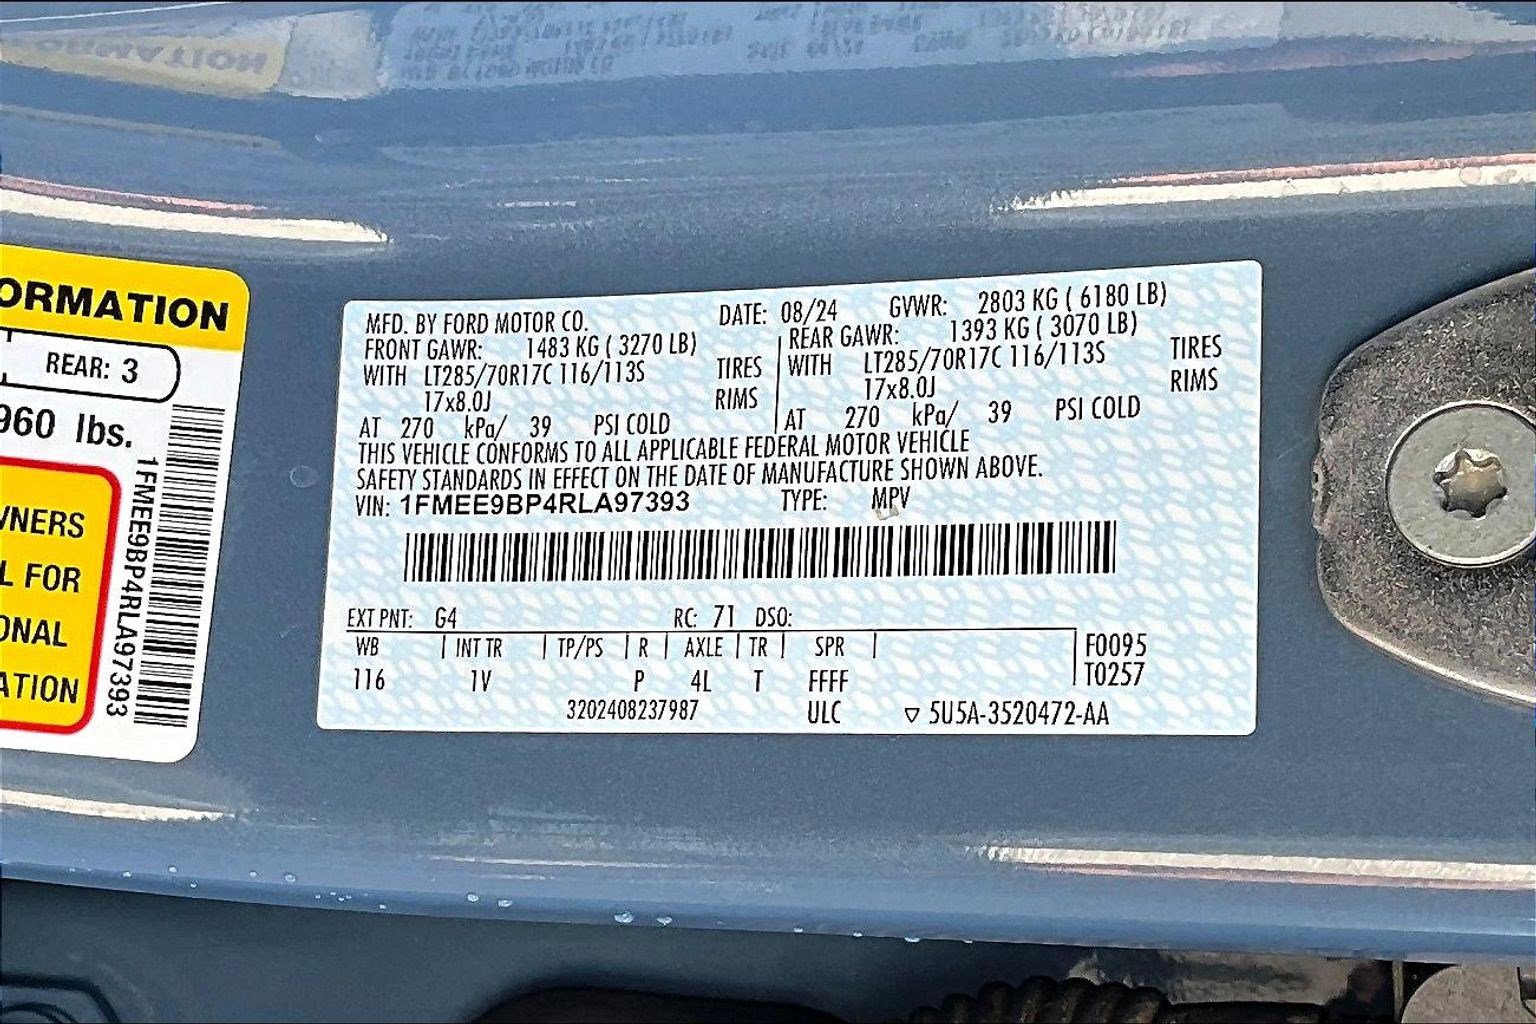 ORMATION
REAR: 3
960 lbs.
WNERS
L FOR
ONAL
ATION
1FMEE9BP4RLA97393
MFD. BY FORD MOTOR CO. DATE: 08/24 GVWR: 2803 KG ( 6180 LB)
FRONT GAWR: 1483 KG ( 3270 LB) REAR GAWR: 1393 KG ( 3070 LB)
WITH LT285/70R17C 116/113S TIRES WITH LT285/70R17C 116/113S TIRES
17x8.0J RIMS 17x8.0J RIMS
AT 270 kPa/ 39 PSI COLD AT 270 kPa/ 39 PSI COLD
THIS VEHICLE CONFORMS TO ALL APPLICABLE FEDERAL MOTOR VEHICLE
SAFETY STANDARDS IN EFFECT ON THE DATE OF MANUFACTURE SHOWN ABOVE.
VIN: 1FMEE9BP4RLA97393 TYPE: MPV
EXT PNT: G4 RC: 71 DSO:
WB INT TR TP/PS R AXLE TR SPR F0095
116 1V P 4L T FFFF T0257
3202408237987 ULC ▽ 5U5A-3520472-AA